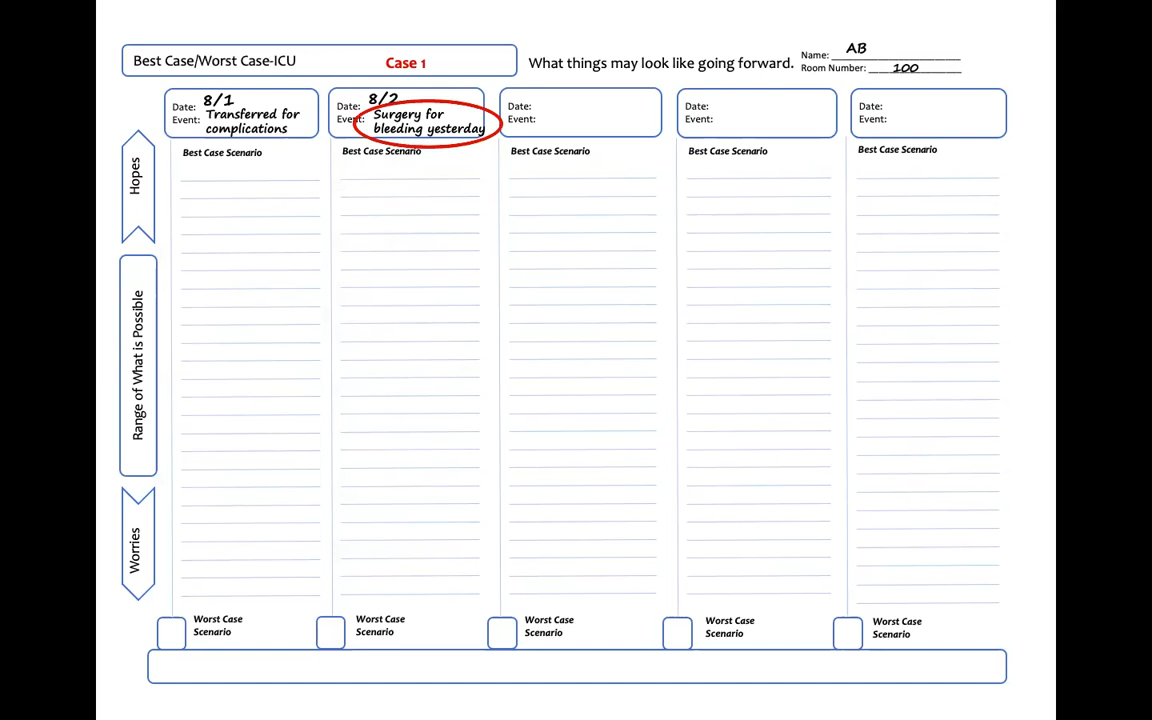 Best Case/Worst Case-ICU
Case 1
What things may look like going forward.
Name: AB
Room Number: 100
Date: 8/1
Event: Transferred for
complications
Date: 8/2
Event: Surgery for
bleeding yesterday
Date:
Event:
Date:
Event:
Date:
Event:
Best Case Scenario
Best Case Scenario
Best Case Scenario
Best Case Scenario
Best Case Scenario
Hopes
Range of What is Possible
Worries
Worst Case
Scenario
Worst Case
Scenario
Worst Case
Scenario
Worst Case
Scenario
Worst Case
Scenario